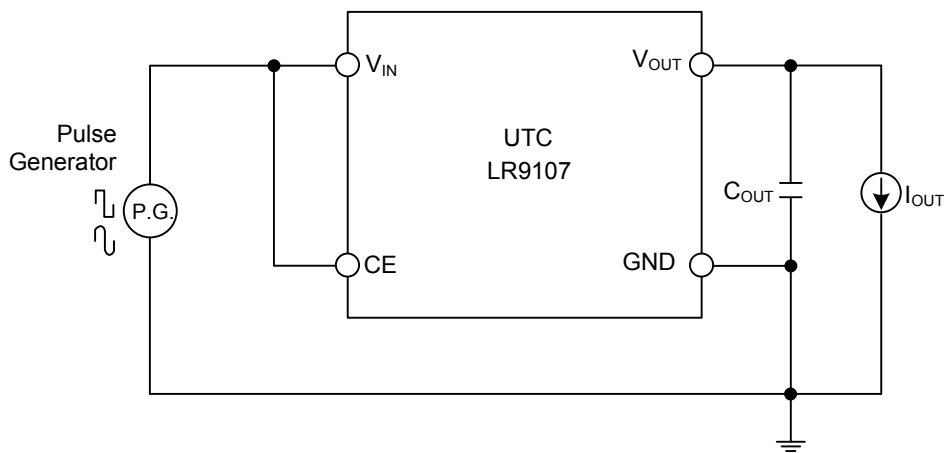 V_IN
V_OUT
Pulse
Generator
UTC
LR9107
P.G.
C_OUT
I_OUT
CE
GND